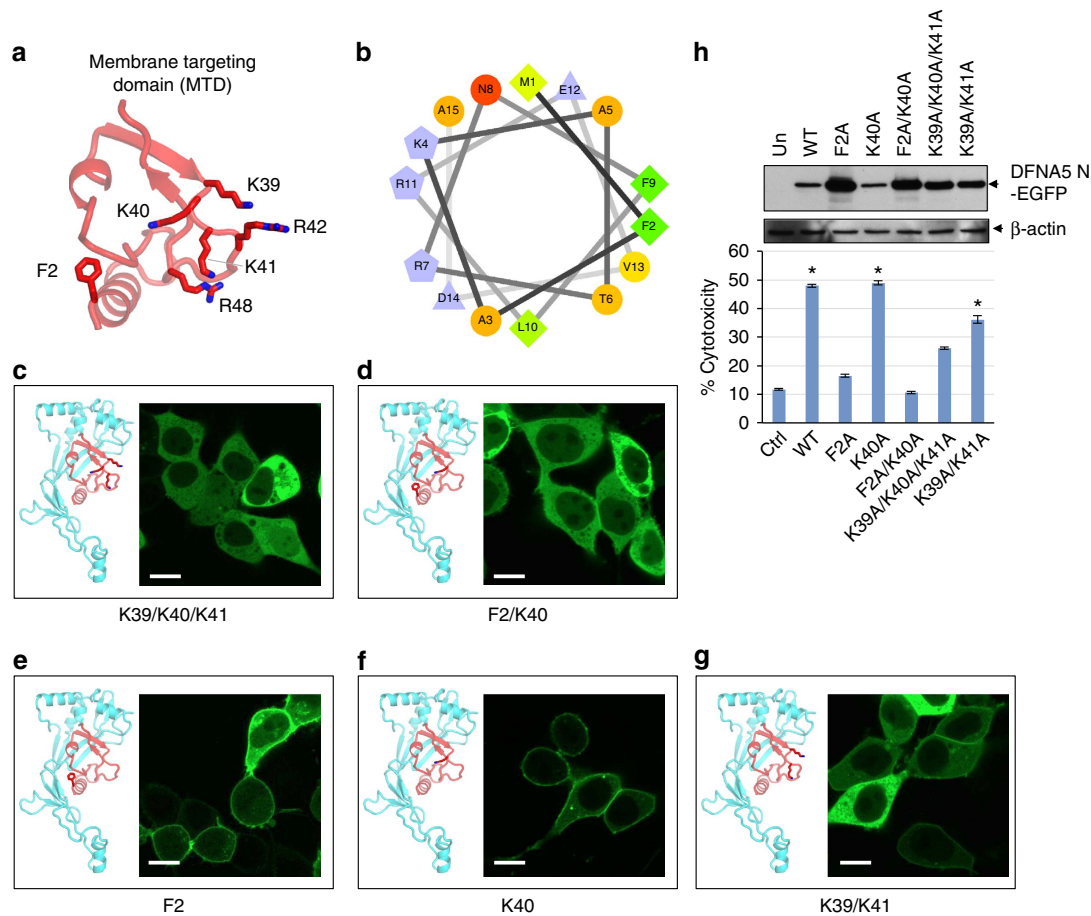 a
Membrane targeting
domain (MTD)
K39
K40
R42
F2
K41
R48
b
M1
N8
E12
A15
A5
K4
R11
F9
F2
R7
V13
D14
T6
A3
L10
h
Un
WT
F2A
K40A
F2A/K40A
K39A/K40A/K41A
K39A/K41A
DFNA5 N
-EGFP
β-actin
% Cytotoxicity
60
50
40
30
20
10
0
*
*
*
Ctrl
WT
F2A
K40A
F2A/K40A
K39A/K40A/K41A
K39A/K41A
c
K39/K40/K41
d
F2/K40
e
F2
f
K40
g
K39/K41